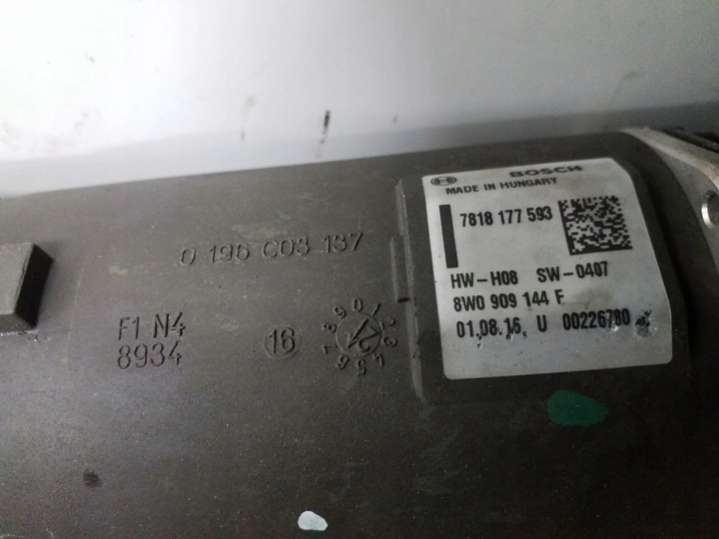 BOSCH
MADE IN HUNGARY
7818 177 593
HW-H08 SW-0407
8W0 909 144 F
01.08.16, U 00226780
0 196 C03 137
F1 N4
8934
16